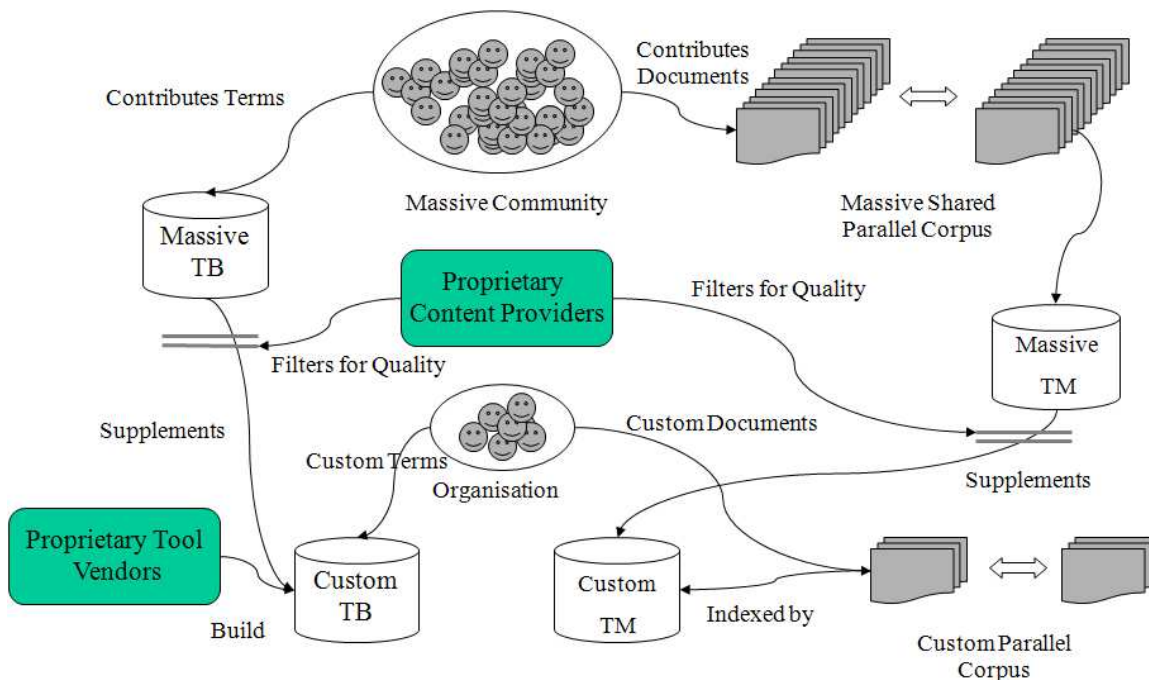 Contributes
Documents
Contributes Terms
Massive Community
Massive Shared
Parallel Corpus
Massive
TB
Proprietary
Content Providers
Filters for Quality
Massive
TM
Filters for Quality
Supplements
Custom Documents
Custom Terms
Organisation
Supplements
Proprietary Tool
Vendors
Custom
TB
Custom
TM
Build
Indexed by
Custom Parallel
Corpus